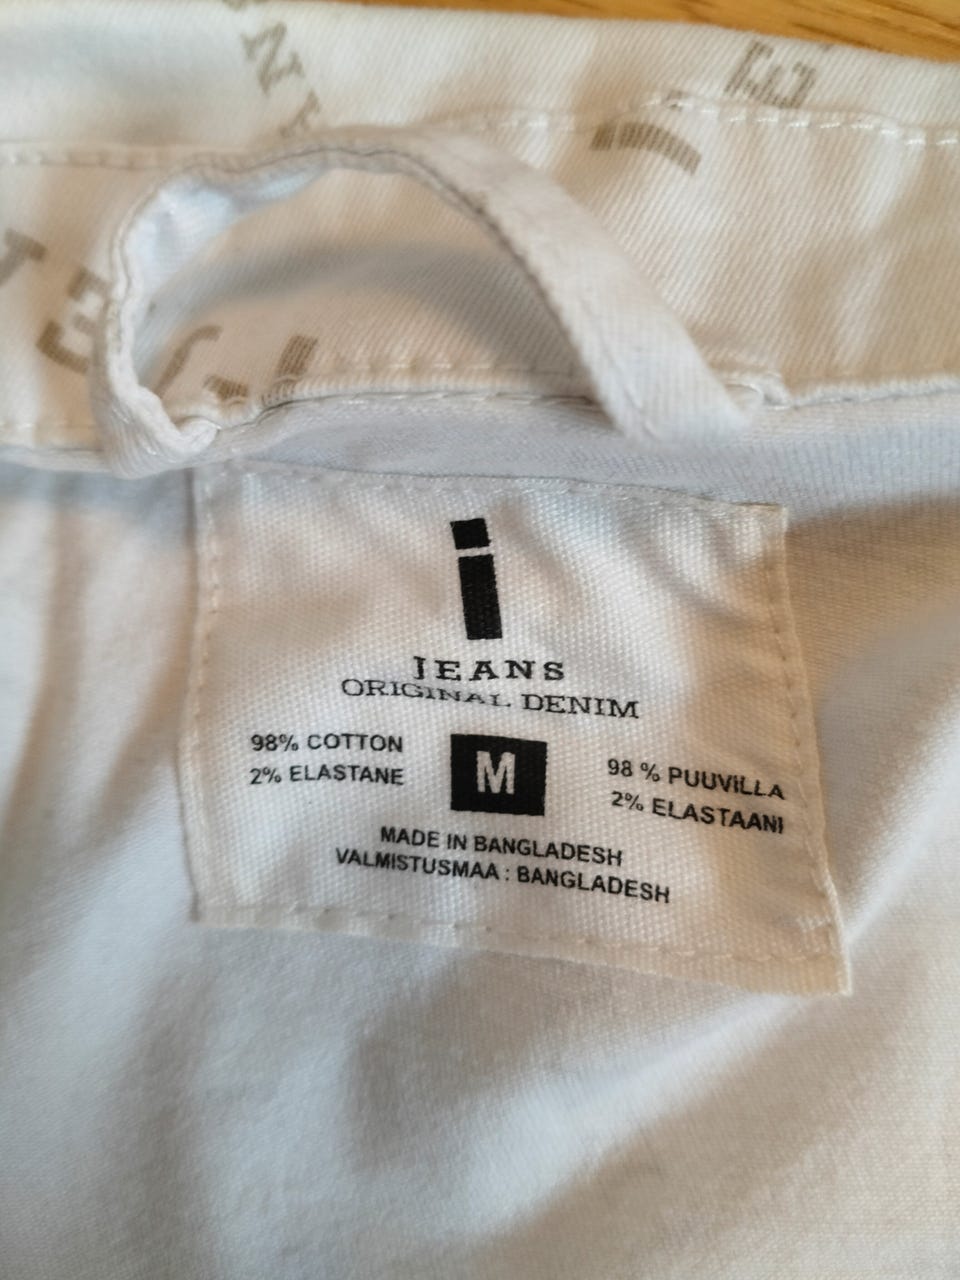 i
JEANS
ORIGINAL DENIM
98% COTTON
2% ELASTANE
M
98 % PUUVILLA
2% ELASTAANI
MADE IN BANGLADESH
VALMISTUSMAA : BANGLADESH